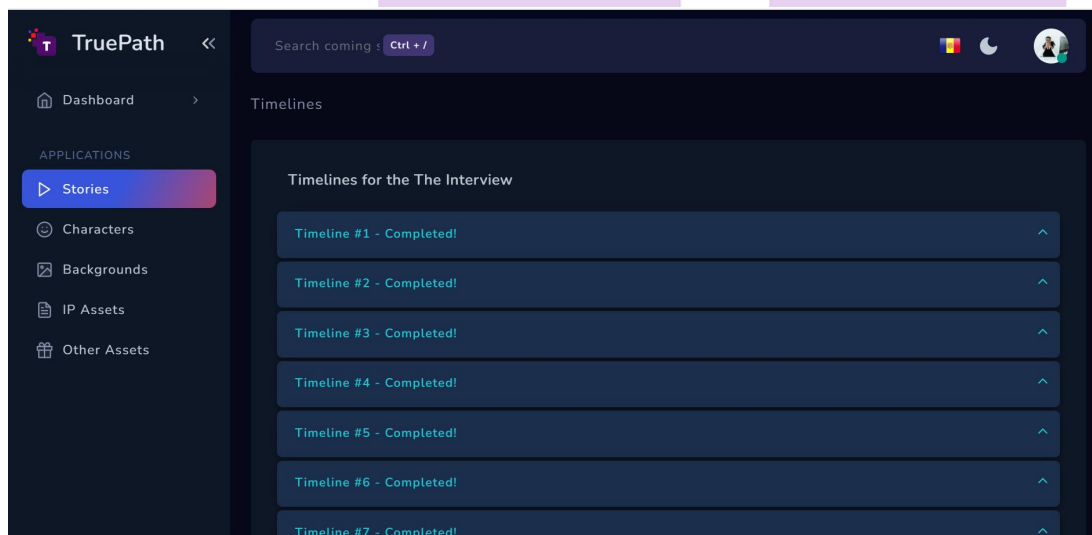 TruePath
Search coming s Ctrl + /
Dashboard
Timelines
APPLICATIONS
Stories
Characters
Backgrounds
IP Assets
Other Assets
Timelines for the The Interview
Timeline #1 - Completed!
Timeline #2 - Completed!
Timeline #3 - Completed!
Timeline #4 - Completed!
Timeline #5 - Completed!
Timeline #6 - Completed!
Timeline #7 - Completed!